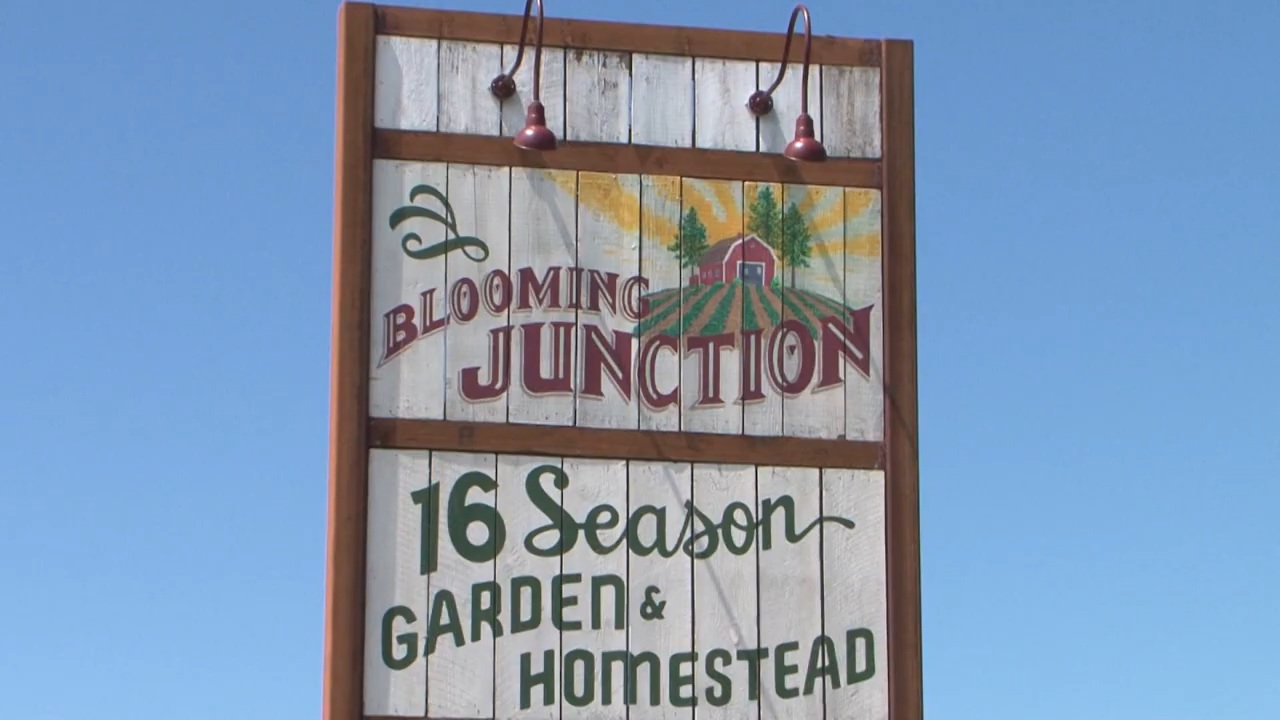 A
BLOOMING
JUNCTION
16 Season
GARDEN &
HOMESTEAD